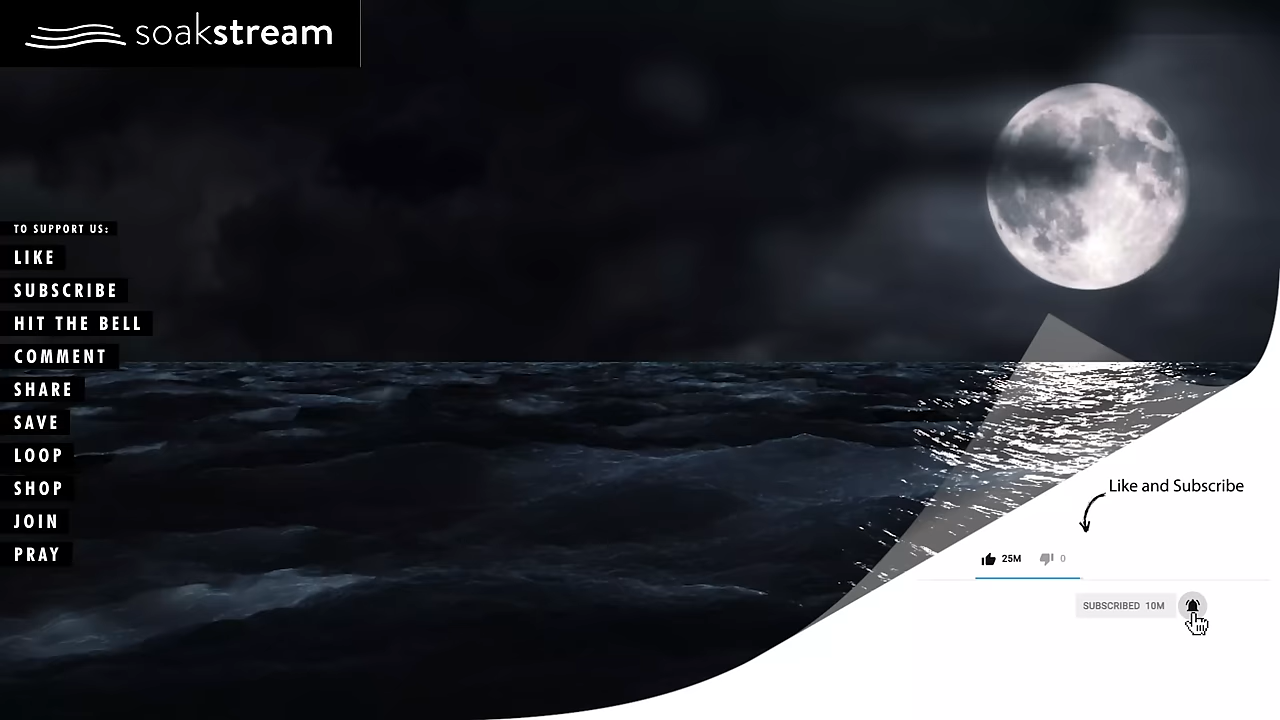 soakstream
TO SUPPORT US:
LIKE
SUBSCRIBE
HIT THE BELL
COMMENT
SHARE
SAVE
LOOP
SHOP
JOIN
PRAY
Like and Subscribe
25M 0
SUBSCRIBED 10M